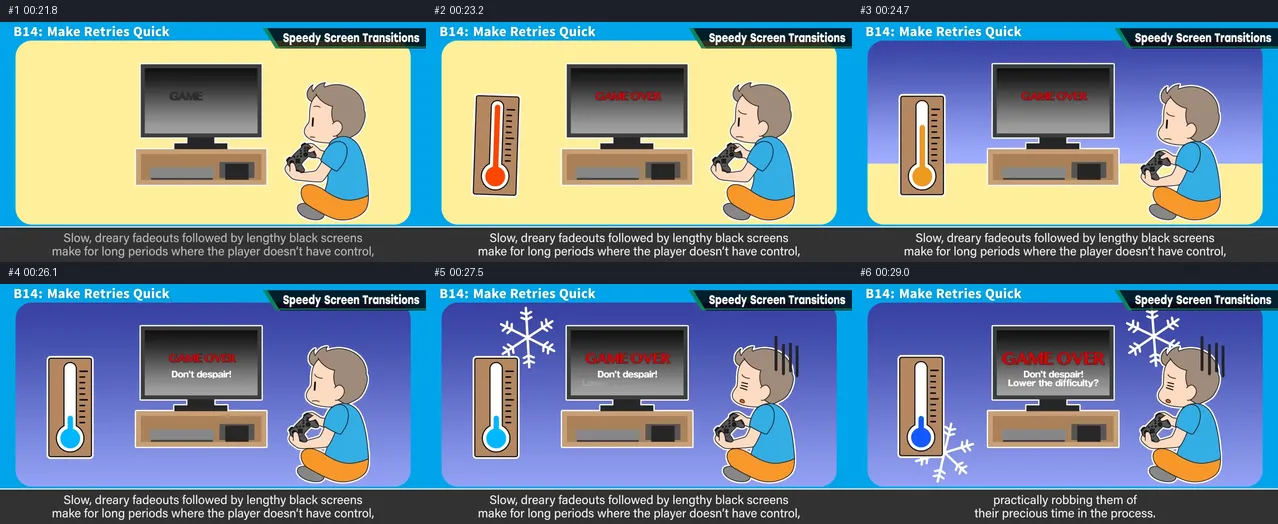 #1 00:21.8
B14: Make Retries Quick
Speedy Screen Transitions
GAME
Slow, dreary fadeouts followed by lengthy black screens
make for long periods where the player doesn't have control,
#2 00:23.2
B14: Make Retries Quick
Speedy Screen Transitions
GAME OVER
Slow, dreary fadeouts followed by lengthy black screens
make for long periods where the player doesn't have control,
#3 00:24.7
B14: Make Retries Quick
Speedy Screen Transitions
GAME OVER
Slow, dreary fadeouts followed by lengthy black screens
make for long periods where the player doesn't have control,
#4 00:26.1
B14: Make Retries Quick
Speedy Screen Transitions
GAME OVER
Don't despair!
Slow, dreary fadeouts followed by lengthy black screens
make for long periods where the player doesn't have control,
#5 00:27.5
B14: Make Retries Quick
Speedy Screen Transitions
GAME OVER
Don't despair!
Slow, dreary fadeouts followed by lengthy black screens
make for long periods where the player doesn't have control,
#6 00:29.0
B14: Make Retries Quick
Speedy Screen Transitions
GAME OVER
Don't despair!
Lower the difficulty?
practically robbing them of
their precious time in the process.